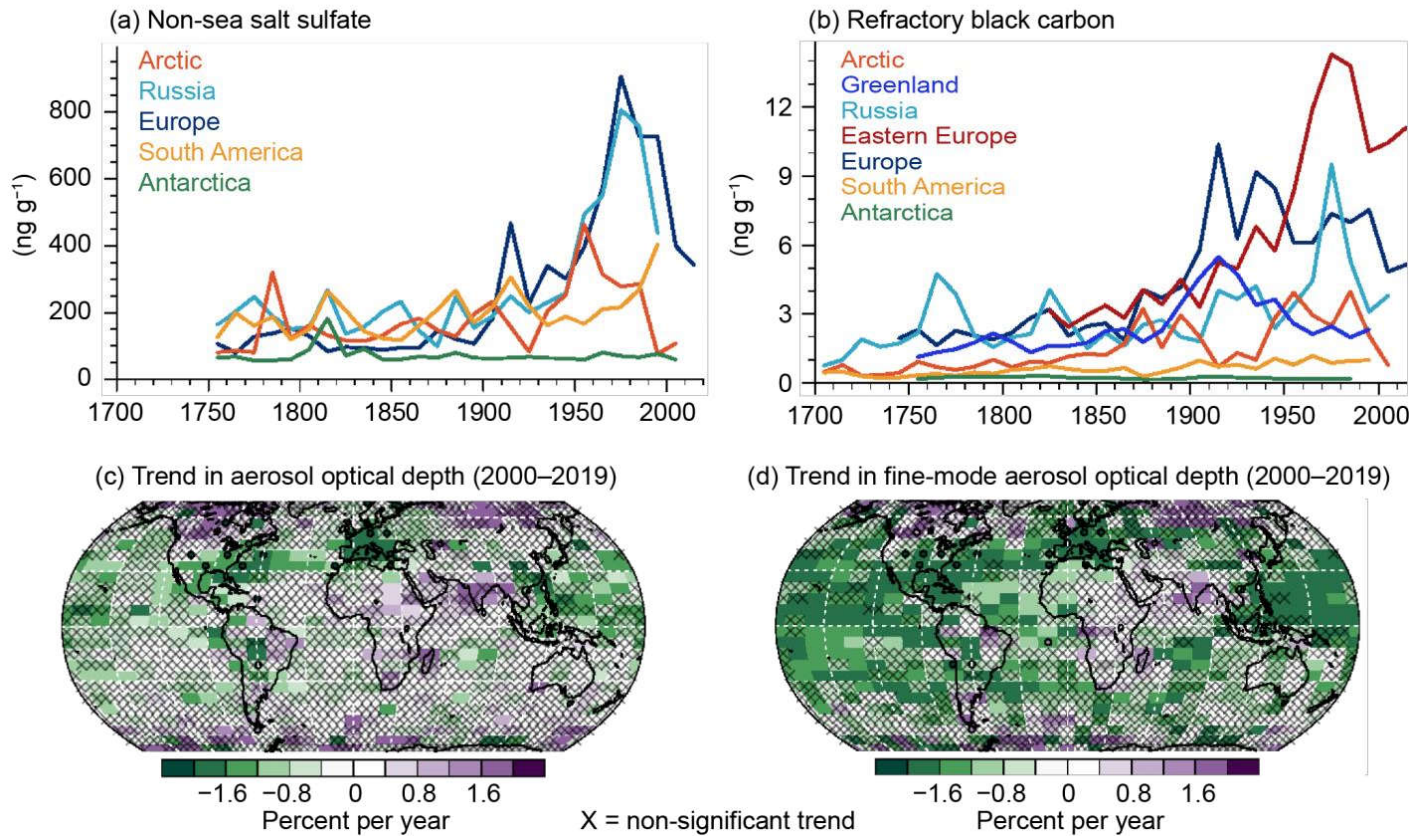 (a) Non-sea salt sulfate
(ng g⁻¹)
800
600
400
200
0
Arctic
Russia
Europe
South America
Antarctica
1700 1750 1800 1850 1900 1950 2000
(b) Refractory black carbon
(ng g⁻¹)
12
9
6
3
0
Arctic
Greenland
Russia
Eastern Europe
Europe
South America
Antarctica
1700 1750 1800 1850 1900 1950 2000
(c) Trend in aerosol optical depth (2000–2019)
−1.6 −0.8 0 0.8 1.6
Percent per year
(d) Trend in fine-mode aerosol optical depth (2000–2019)
−1.6 −0.8 0 0.8 1.6
Percent per year
X = non-significant trend